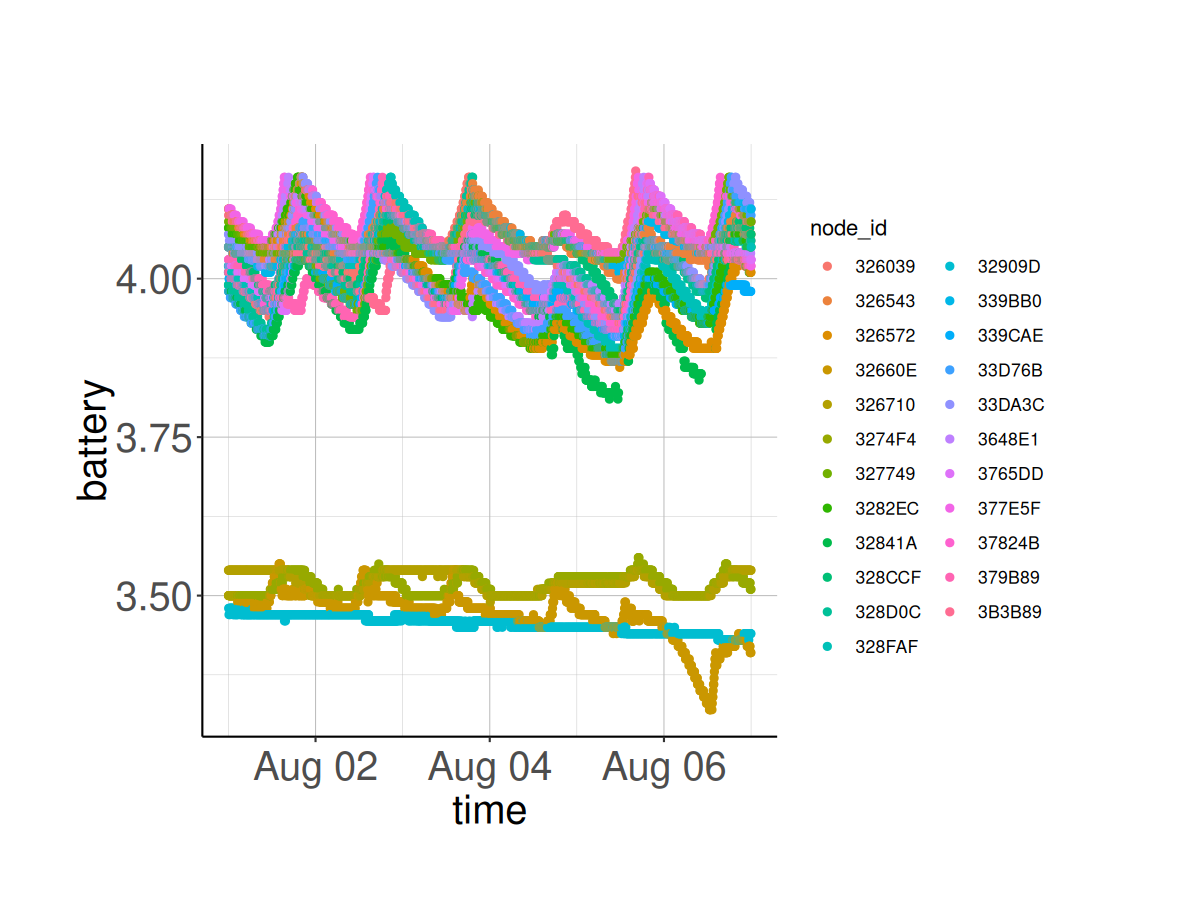 4.00
3.75
3.50
battery
Aug 02 Aug 04 Aug 06
time
node_id
326039 32909D
326543 339BB0
326572 339CAE
32660E 33D76B
326710 33DA3C
3274F4 3648E1
327749 3765DD
3282EC 377E5F
32841A 37824B
328CCF 379B89
328D0C 3B3B89
328FAF